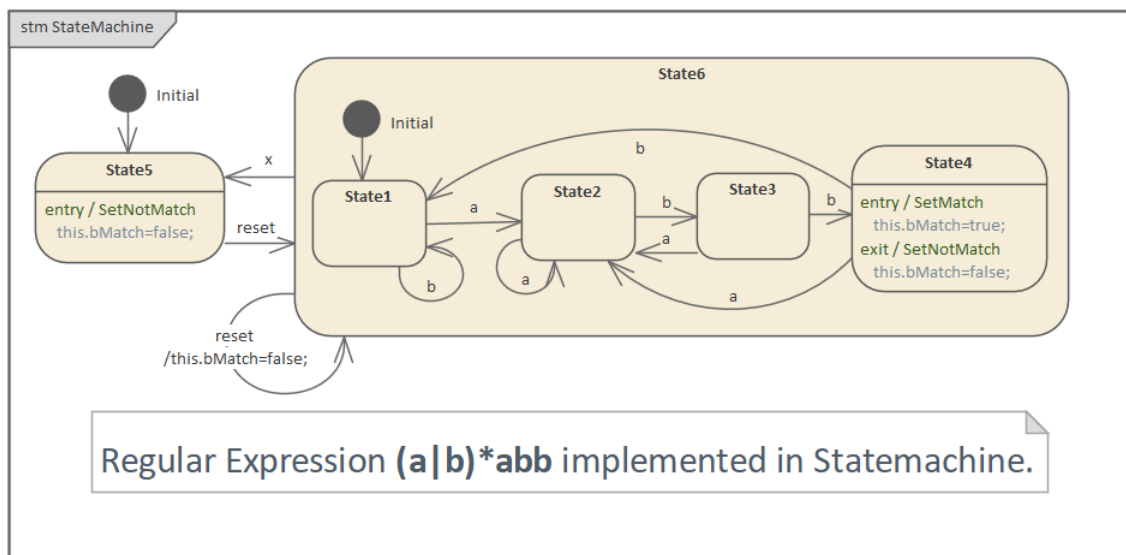 stm StateMachine
State6
Initial
Initial
State5
entry / SetNotMatch
this.bMatch=false;
x
reset
State1
a
b
State2
a
b
a
State3
b
b
a
State4
entry / SetMatch
this.bMatch=true;
exit / SetNotMatch
this.bMatch=false;
reset
/this.bMatch=false;
Regular Expression (a|b)*abb implemented in Statemachine.